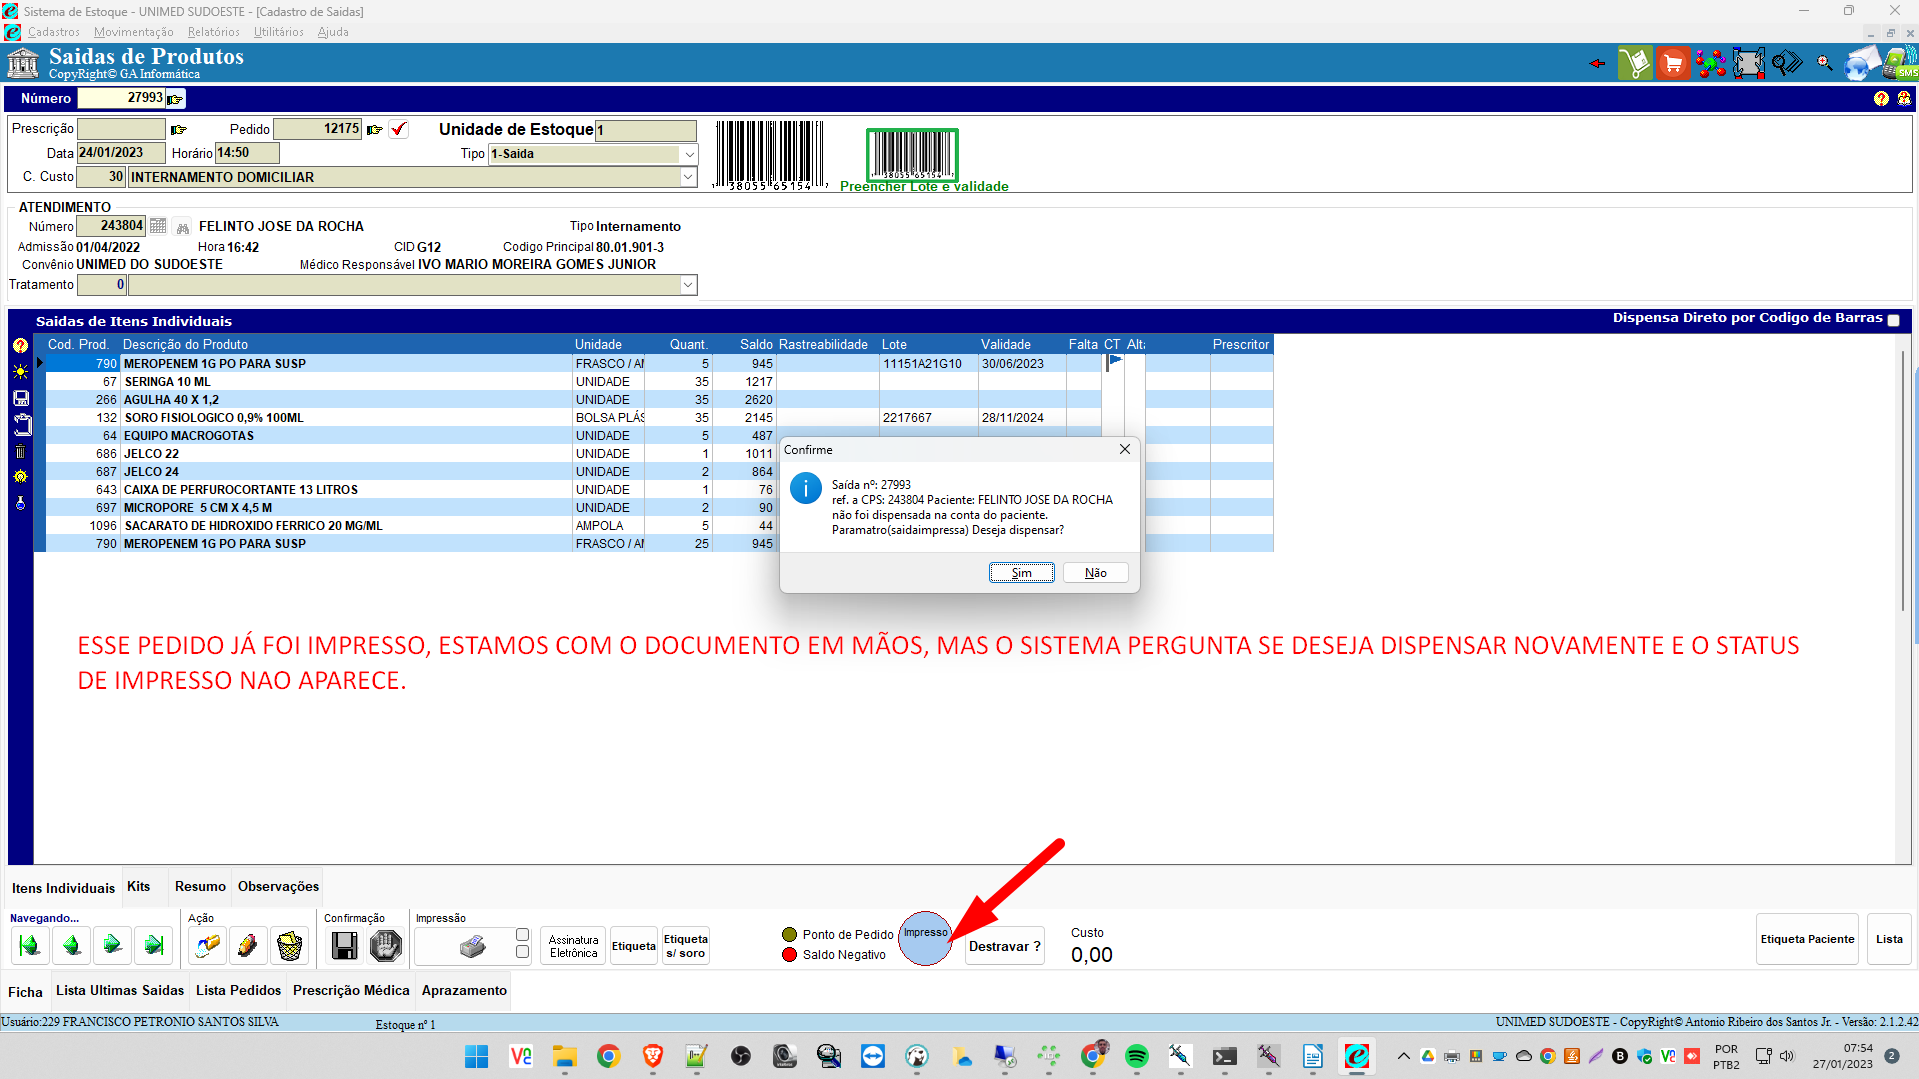 Sistema de Estoque - UNIMED SUDOESTE - [Cadastro de Saidas]
Cadastros Movimentação Relatórios Utilitários Ajuda
Saidas de Produtos
CopyRight© GA Informática
SMS
Número 27993
Prescrição Pedido 12175 Unidade de Estoque 1
Data 24/01/2023 Horário 14:50 Tipo 1-Saida
C. Custo 30 INTERNAMENTO DOMICILIAR
38055 65154
38055 65154
Preencher Lote e validade
ATENDIMENTO
Número 243804 FELINTO JOSE DA ROCHA Tipo Internamento
Admissão 01/04/2022 Hora 16:42 CID G12 Codigo Principal 80.01.901-3
Convênio UNIMED DO SUDOESTE Médico Responsável IVO MARIO MOREIRA GOMES JUNIOR
Tratamento 0
Saidas de Itens Individuais Dispensa Direto por Codigo de Barras
Cod. Prod. Descrição do Produto Unidade Quant. Saldo Rastreabilidade Lote Validade Falta CT Alt Prescritor
790 MEROPENEM 1G PO PARA SUSP FRASCO / AI 5 945 11151A21G10 30/06/2023
67 SERINGA 10 ML UNIDADE 35 1217
266 AGULHA 40 X 1,2 UNIDADE 35 2620
132 SORO FISIOLOGICO 0,9% 100ML BOLSA PLÁS 35 2145 2217667 28/11/2024
64 EQUIPO MACROGOTAS UNIDADE 5 487
686 JELCO 22 UNIDADE 1 1011
687 JELCO 24 UNIDADE 2 864
643 CAIXA DE PERFUROCORTANTE 13 LITROS UNIDADE 1 76
697 MICROPORE 5 CM X 4,5 M UNIDADE 2 90
1096 SACARATO DE HIDROXIDO FERRICO 20 MG/ML AMPOLA 5 44
790 MEROPENEM 1G PO PARA SUSP FRASCO / AI 25 945
Confirme
Saída nº: 27993
ref. a CPS: 243804 Paciente: FELINTO JOSE DA ROCHA
não foi dispensada na conta do paciente.
Paramatro(saidaimpressa) Deseja dispensar?
Sim Não
ESSE PEDIDO JÁ FOI IMPRESSO, ESTAMOS COM O DOCUMENTO EM MÃOS, MAS O SISTEMA PERGUNTA SE DESEJA DISPENSAR NOVAMENTE E O STATUS
DE IMPRESSO NAO APARECE.
Itens Individuais Kits Resumo Observações
Navegando... Ação Confirmação Impressão
Assinatura Eletrônica Etiqueta Etiqueta s/ soro
Ponto de Pedido
Saldo Negativo
Impresso
Destravar ?
Custo
0,00
Etiqueta Paciente Lista
Ficha Lista Ultimas Saidas Lista Pedidos Prescrição Médica Aprazamento
Usuário:229 FRANCISCO PETRONIO SANTOS SILVA Estoque nº 1 UNIMED SUDOESTE - CopyRight© Antonio Ribeiro dos Santos Jr. - Versão: 2.1.2.42
POR
PTB2
07:54
27/01/2023
2